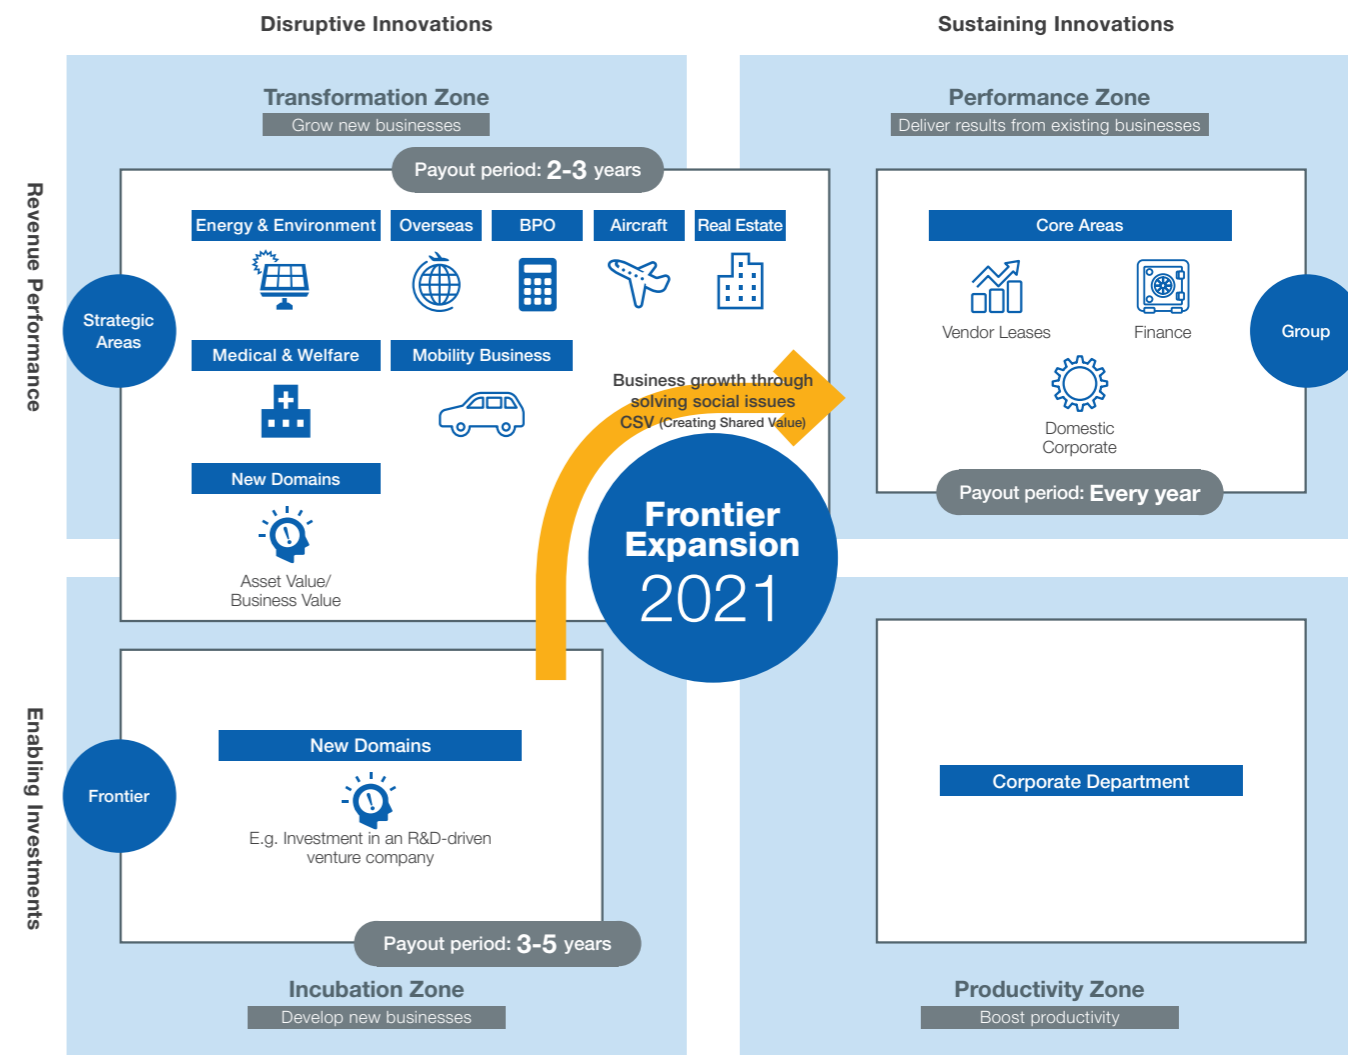 Disruptive Innovations
Sustaining Innovations
Revenue Performance
Enabling Investments
Transformation Zone
Grow new businesses
Payout period: 2-3 years
Strategic
Areas
Energy & Environment
Overseas
BPO
Aircraft
Real Estate
Medical & Welfare
Mobility Business
New Domains
Asset Value/
Business Value
Business growth through
solving social issues
CSV (Creating Shared Value)
Frontier
Expansion
2021
Performance Zone
Deliver results from existing businesses
Core Areas
Vendor Leases
Finance
Domestic
Corporate
Group
Payout period: Every year
Frontier
New Domains
E.g. Investment in an R&D-driven
venture company
Payout period: 3-5 years
Incubation Zone
Develop new businesses
Corporate Department
Productivity Zone
Boost productivity